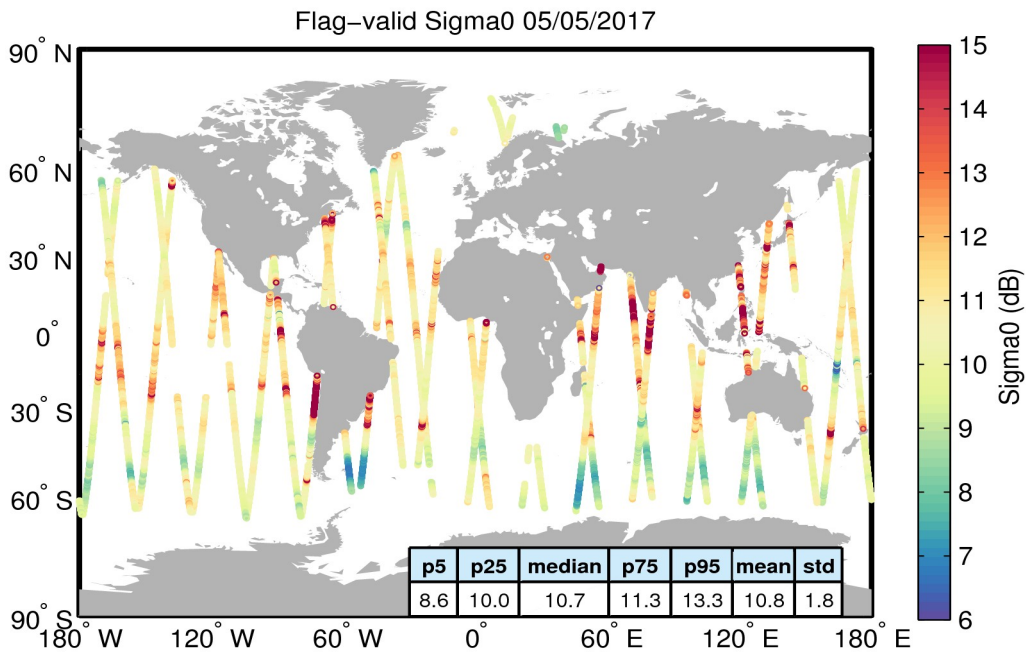 Flag−valid Sigma0 05/05/2017
90° N
60° N
30° N
0°
30° S
60° S
90° S
180° W
120° W
60° W
0°
60° E
120° E
180° E
p5 p25 median p75 p95 mean std
8.6 10.0 10.7 11.3 13.3 10.8 1.8
15
14
13
12
11
10
9
8
7
6
Sigma0 (dB)